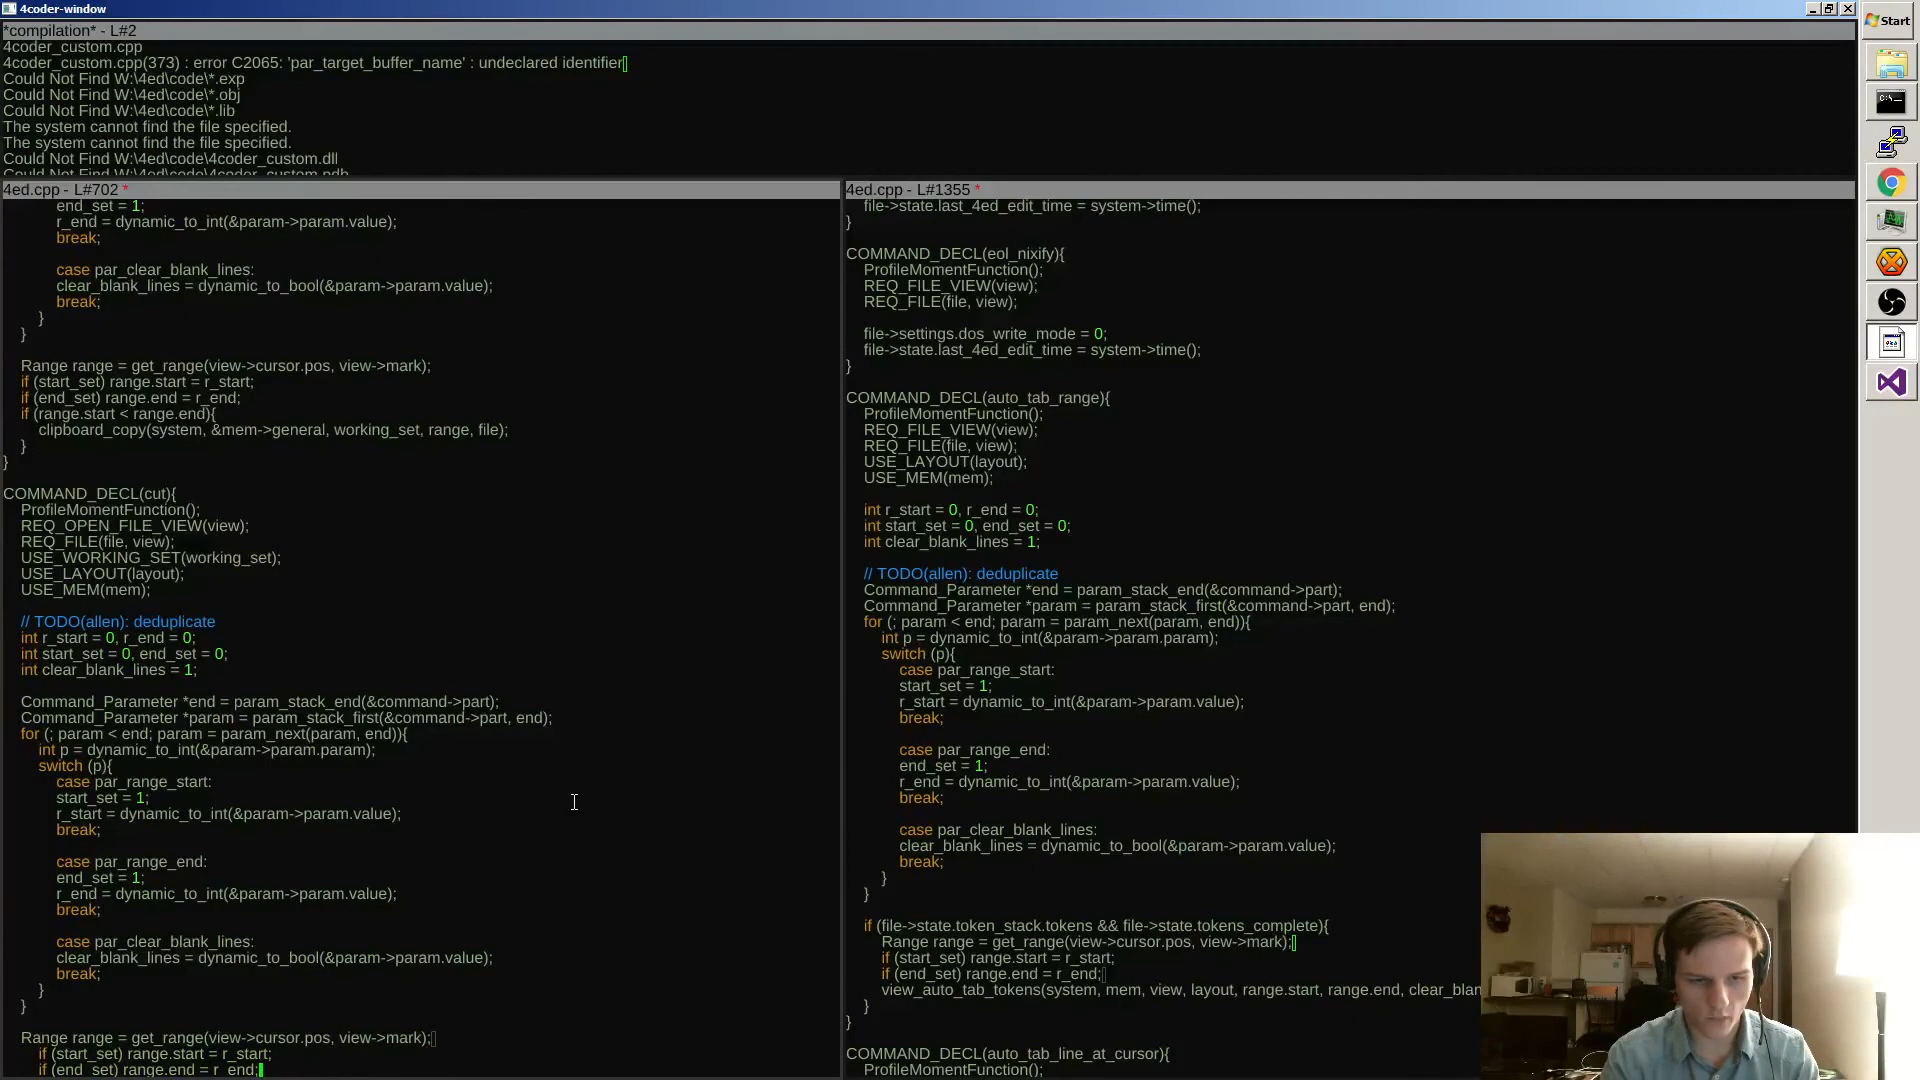 4coder-window
Start
*compilation* - L#2
4coder_custom.cpp
4coder_custom.cpp(373) : error C2065: 'par_target_buffer_name' : undeclared identifier
Could Not Find W:\4ed\code\*.exp
Could Not Find W:\4ed\code\*.obj
Could Not Find W:\4ed\code\*.lib
The system cannot find the file specified.
The system cannot find the file specified.
Could Not Find W:\4ed\code\4coder_custom.dll
Could Not Find W:\4ed\code\4coder_custom.pdb
4ed.cpp - L#702 *
end_set = 1;
r_end = dynamic_to_int(&param->param.value);
break;
case par_clear_blank_lines:
clear_blank_lines = dynamic_to_bool(&param->param.value);
break;
}
}
Range range = get_range(view->cursor.pos, view->mark);
if (start_set) range.start = r_start;
if (end_set) range.end = r_end;
if (range.start < range.end){
clipboard_copy(system, &mem->general, working_set, range, file);
}
}
COMMAND_DECL(cut){
ProfileMomentFunction();
REQ_OPEN_FILE_VIEW(view);
REQ_FILE(file, view);
USE_WORKING_SET(working_set);
USE_LAYOUT(layout);
USE_MEM(mem);
// TODO(allen): deduplicate
int r_start = 0, r_end = 0;
int start_set = 0, end_set = 0;
int clear_blank_lines = 1;
Command_Parameter *end = param_stack_end(&command->part);
Command_Parameter *param = param_stack_first(&command->part, end);
for (; param < end; param = param_next(param, end)){
int p = dynamic_to_int(&param->param.param);
switch (p){
case par_range_start:
start_set = 1;
r_start = dynamic_to_int(&param->param.value);
break;
case par_range_end:
end_set = 1;
r_end = dynamic_to_int(&param->param.value);
break;
case par_clear_blank_lines:
clear_blank_lines = dynamic_to_bool(&param->param.value);
break;
}
}
Range range = get_range(view->cursor.pos, view->mark);
if (start_set) range.start = r_start;
if (end_set) range.end = r_end;
4ed.cpp - L#1355 *
file->state.last_4ed_edit_time = system->time();
}
COMMAND_DECL(eol_nixify){
ProfileMomentFunction();
REQ_FILE_VIEW(view);
REQ_FILE(file, view);
file->settings.dos_write_mode = 0;
file->state.last_4ed_edit_time = system->time();
}
COMMAND_DECL(auto_tab_range){
ProfileMomentFunction();
REQ_FILE_VIEW(view);
REQ_FILE(file, view);
USE_LAYOUT(layout);
USE_MEM(mem);
int r_start = 0, r_end = 0;
int start_set = 0, end_set = 0;
int clear_blank_lines = 1;
// TODO(allen): deduplicate
Command_Parameter *end = param_stack_end(&command->part);
Command_Parameter *param = param_stack_first(&command->part, end);
for (; param < end; param = param_next(param, end)){
int p = dynamic_to_int(&param->param.param);
switch (p){
case par_range_start:
start_set = 1;
r_start = dynamic_to_int(&param->param.value);
break;
case par_range_end:
end_set = 1;
r_end = dynamic_to_int(&param->param.value);
break;
case par_clear_blank_lines:
clear_blank_lines = dynamic_to_bool(&param->param.value);
break;
}
}
if (file->state.token_stack.tokens && file->state.tokens_complete){
Range range = get_range(view->cursor.pos, view->mark);
if (start_set) range.start = r_start;
if (end_set) range.end = r_end;
view_auto_tab_tokens(system, mem, view, layout, range.start, range.end, clear_blan
}
}
COMMAND_DECL(auto_tab_line_at_cursor){
ProfileMomentFunction();